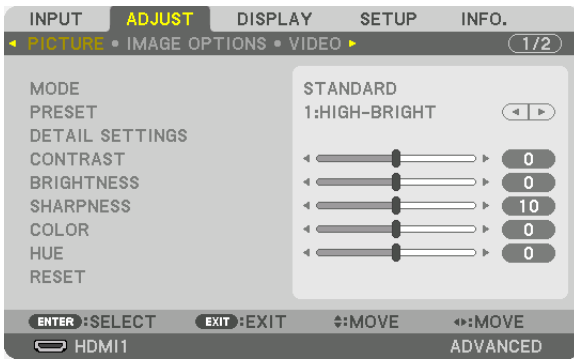 INPUT ADJUST DISPLAY SETUP INFO.
PICTURE • IMAGE OPTIONS • VIDEO 1/2
MODE STANDARD
PRESET 1:HIGH-BRIGHT
DETAIL SETTINGS
CONTRAST 0
BRIGHTNESS 0
SHARPNESS 10
COLOR 0
HUE 0
RESET
ENTER:SELECT EXIT:EXIT :MOVE :MOVE
HDMI1 ADVANCED